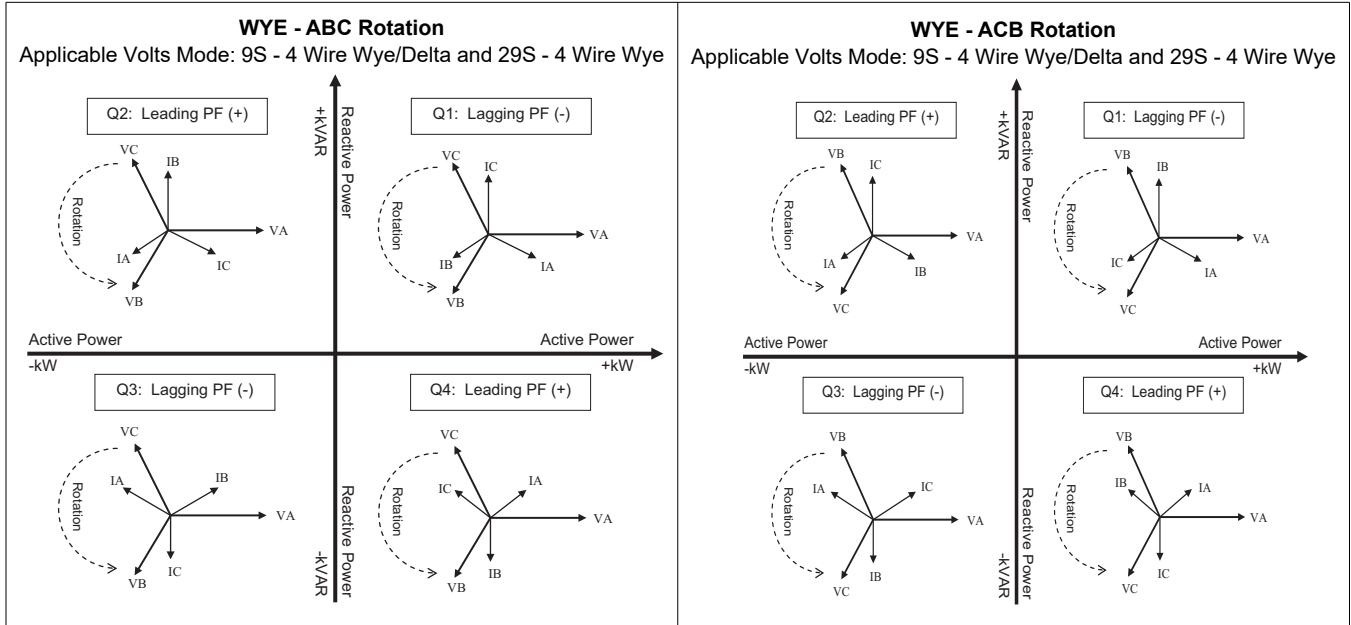 WYE - ABC Rotation
Applicable Volts Mode: 9S - 4 Wire Wye/Delta and 29S - 4 Wire Wye
Q2: Leading PF (+)
Q1: Lagging PF (-)
+kVAR
Reactive Power
VC
IB
Rotation
VA
IA
IC
VB
VC
IC
Rotation
VA
IB
IA
VB
Active Power
-kW
Active Power
+kW
Q3: Lagging PF (-)
Q4: Leading PF (+)
VC
IA
IB
Rotation
VA
IC
VB
VC
IC
IA
Rotation
VA
IB
VB
Reactive Power
-kVAR
WYE - ACB Rotation
Applicable Volts Mode: 9S - 4 Wire Wye/Delta and 29S - 4 Wire Wye
Q2: Leading PF (+)
Q1: Lagging PF (-)
+kVAR
Reactive Power
VB
IC
Rotation
VA
IA
IB
VC
VB
IB
Rotation
VA
IC
IA
VC
Active Power
-kW
Active Power
+kW
Q3: Lagging PF (-)
Q4: Leading PF (+)
VB
IA
IC
Rotation
VA
IB
VC
VB
IB
IA
Rotation
VA
IC
VC
Reactive Power
-kVAR